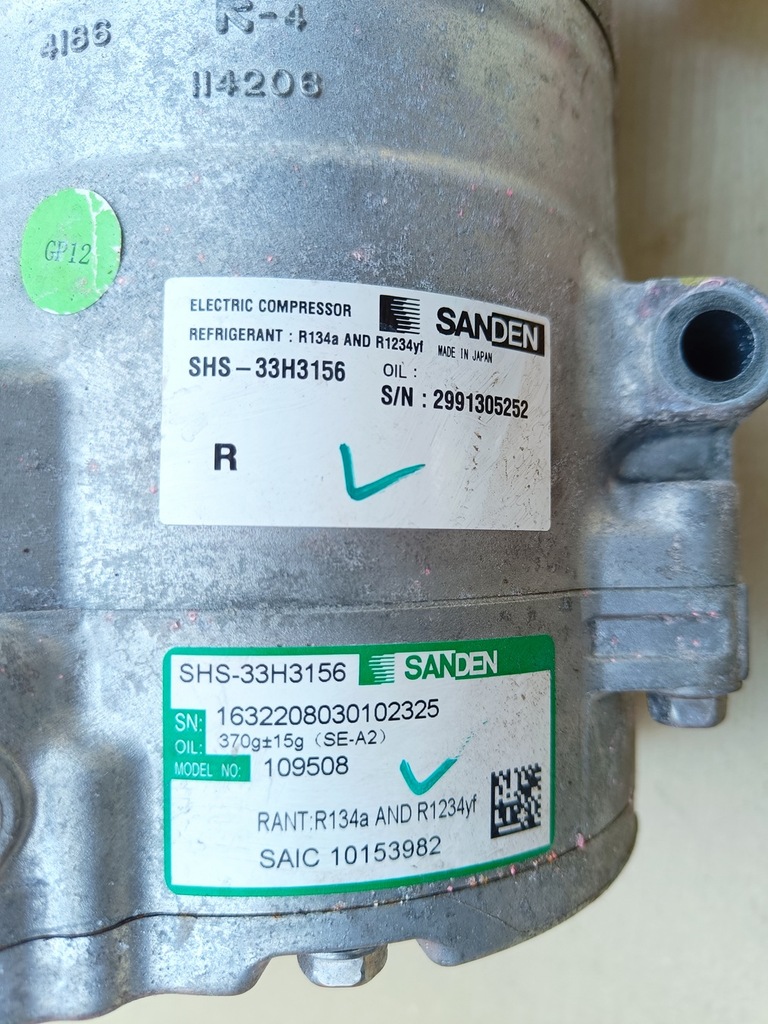 4186
R-4
114206
GP12
ELECTRIC COMPRESSOR
SANDEN
REFRIGERANT : R134a AND R1234yf
MADE IN JAPAN
SHS-33H3156
OIL :
S/N : 2991305252
R
SHS-33H3156 SANDEN
SN: 1632208030102325
OIL: 370g±15g (SE-A2)
MODEL NO: 109508
RANT:R134a AND R1234yf
SAIC 10153982